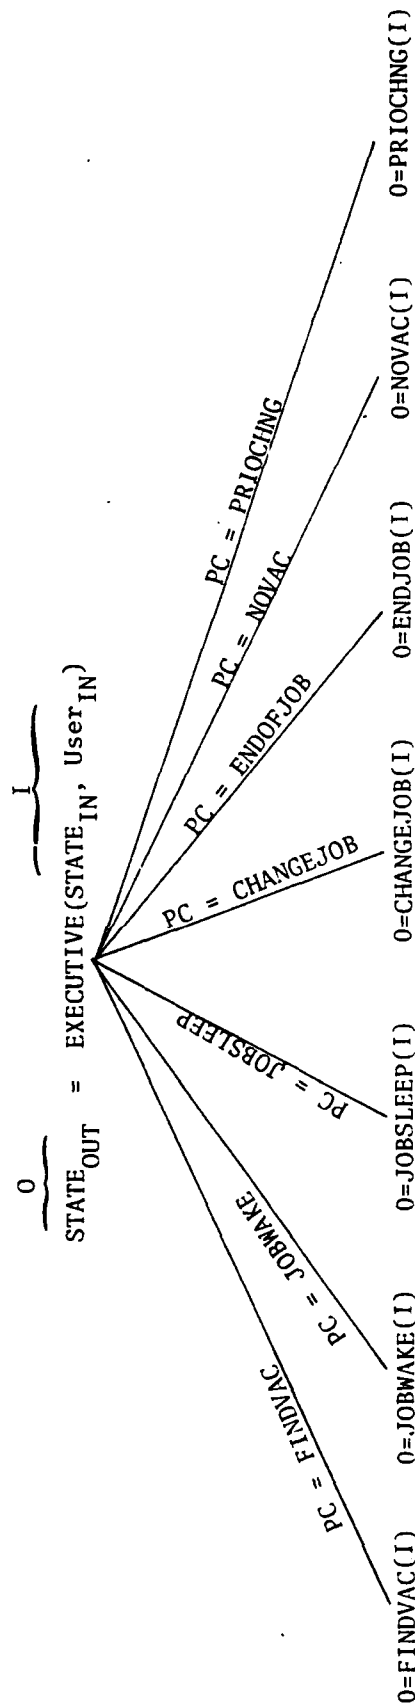 O
I
STATE_OUT = EXECUTIVE(STATE_IN, User_IN)
PC = FINDVAC
PC = JOBWAKE
PC = JOBSLEEP
PC = CHANGEJOB
PC = ENDOFJOB
PC = NOVAC
PC = PRIOCHNG
O=FINDVAC(I)
O=JOBWAKE(I)
O=JOBSLEEP(I)
O=CHANGEJOB(I)
O=ENDJOB(I)
O=NOVAC(I)
O=PRIOCHNG(I)